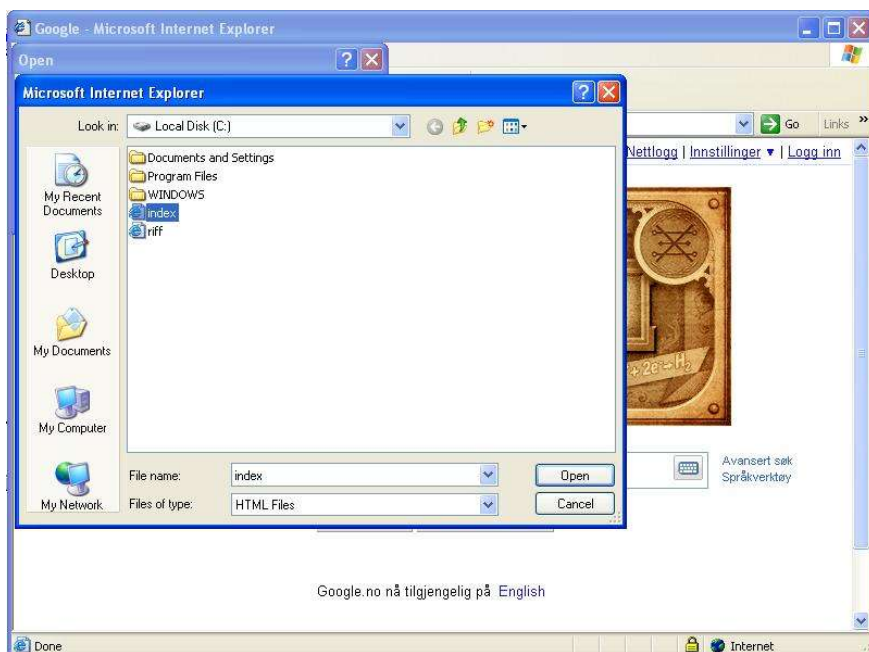 Google - Microsoft Internet Explorer
Open
Microsoft Internet Explorer
Look in: Local Disk (C:)
Go Links »
Nettlogg | Innstillinger ▼ | Logg inn
My Recent Documents
Desktop
My Documents
My Computer
My Network
Documents and Settings
Program Files
WINDOWS
index
riff
+ 2e → H2
File name: index Open
Files of type: HTML Files Cancel
Avansert søk
Språkverktøy
Google.no nå tilgjengelig på English
Done Internet